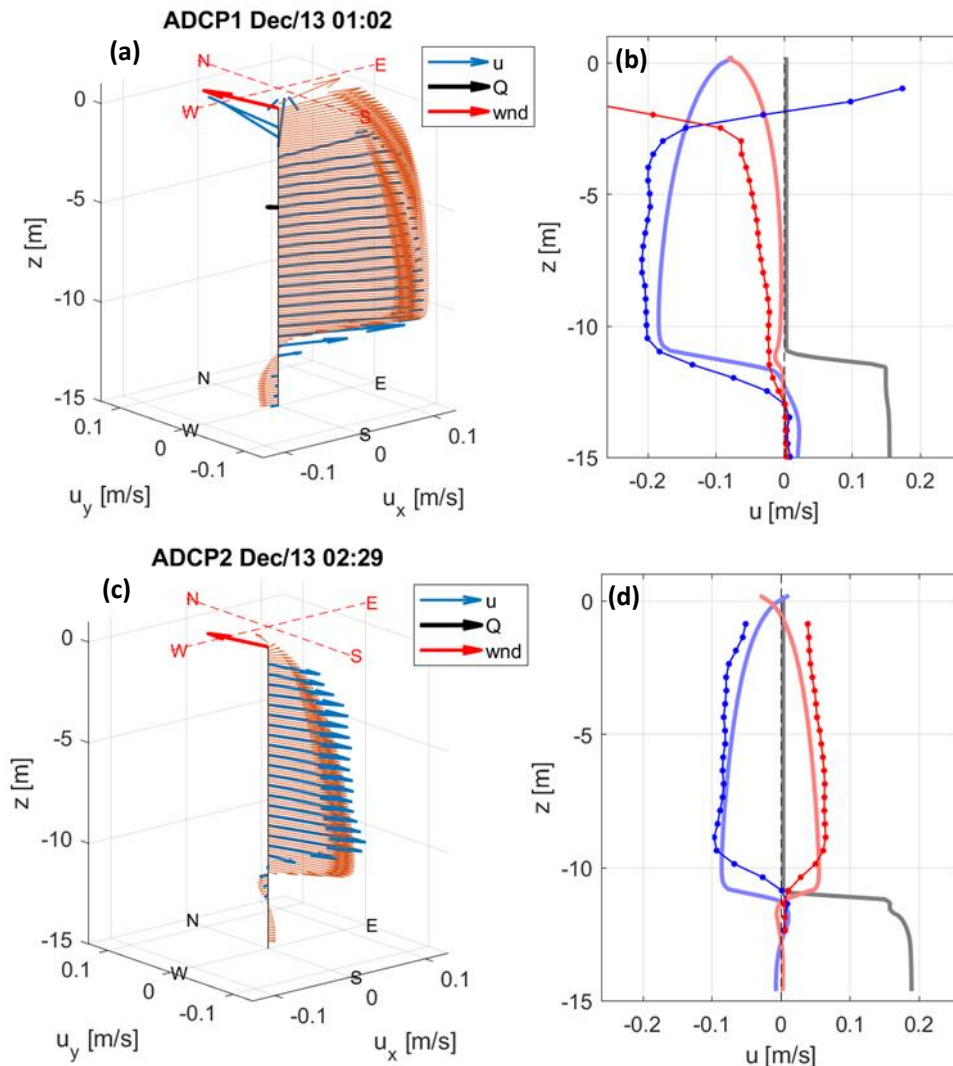 ADCP1 Dec/13 01:02
(a)
N
E
W
S
u
Q
wnd
0
-5
-10
-15
z [m]
N
E
W
S
0.1
0
-0.1
u_y [m/s]
-0.1
0
0.1
u_x [m/s]
(b)
0
-5
-10
-15
z [m]
-0.2
-0.1
0
0.1
0.2
u [m/s]
ADCP2 Dec/13 02:29
(c)
N
E
W
S
u
Q
wnd
0
-5
-10
-15
z [m]
N
E
W
S
0.1
0
-0.1
u_y [m/s]
-0.1
0
0.1
u_x [m/s]
(d)
0
-5
-10
-15
z [m]
-0.2
-0.1
0
0.1
0.2
u [m/s]